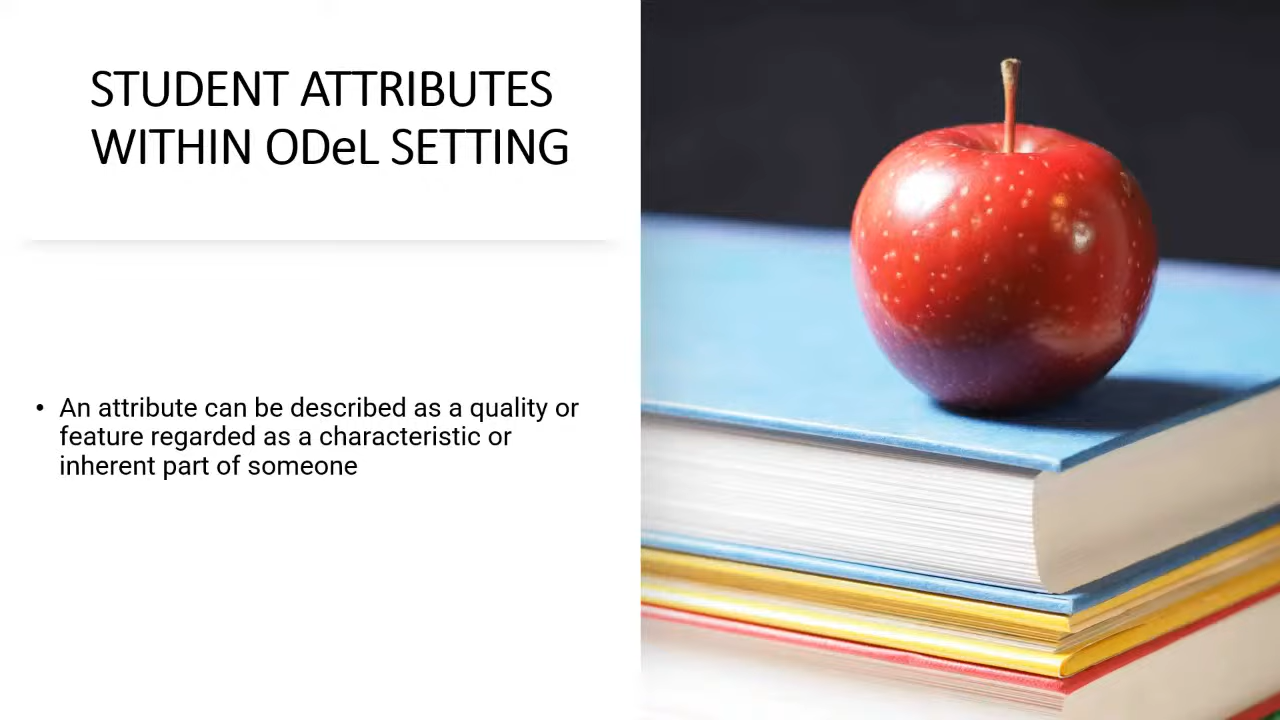 STUDENT ATTRIBUTES
WITHIN ODeL SETTING
• An attribute can be described as a quality or
feature regarded as a characteristic or
inherent part of someone